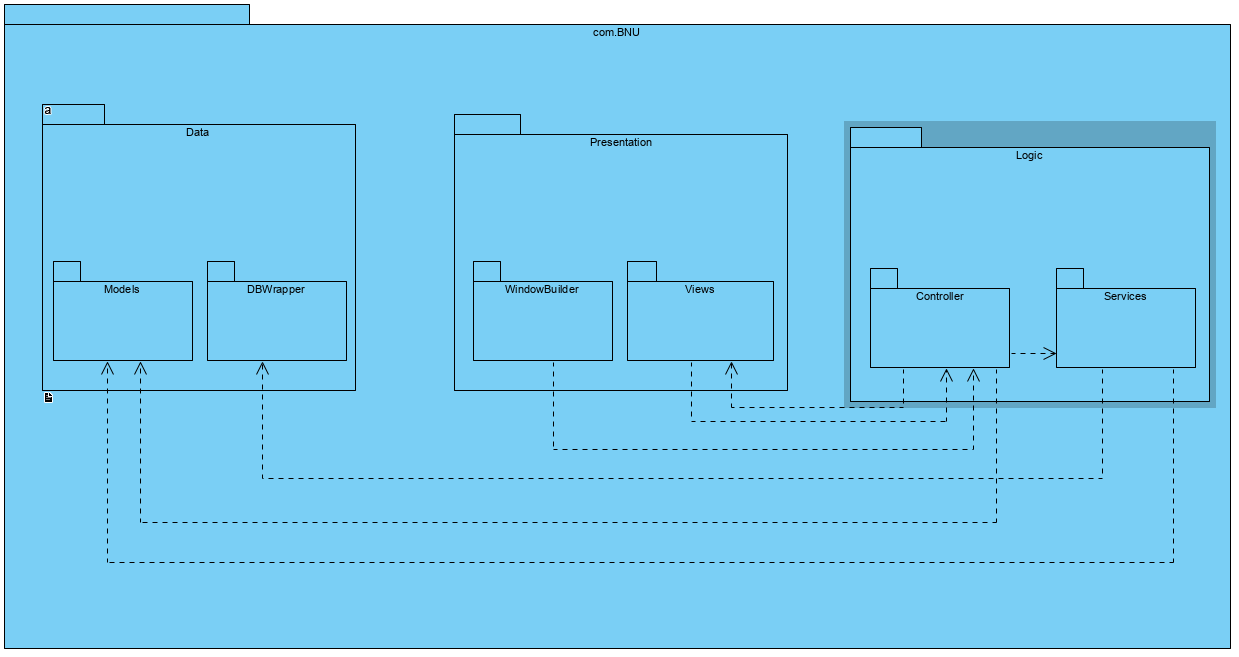 com.BNU
a
Data
Presentation
Logic
Models
DBWrapper
WindowBuilder
Views
Controller
Services